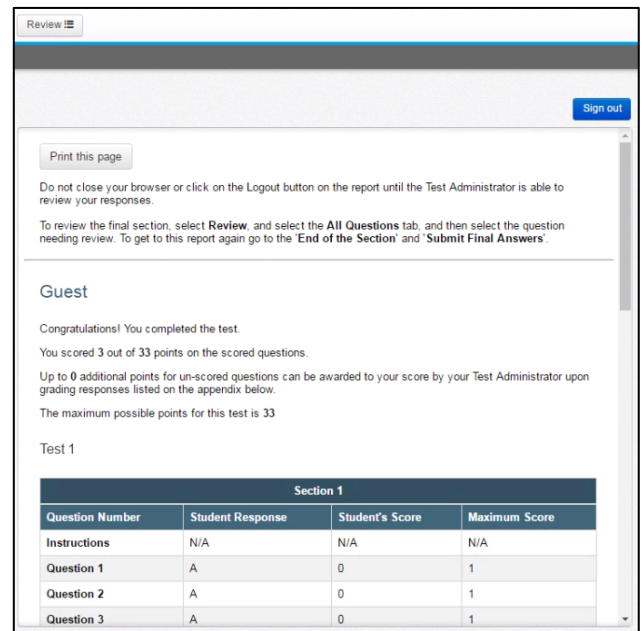 Review
Sign out
Print this page
Do not close your browser or click on the Logout button on the report until the Test Administrator is able to
review your responses.
To review the final section, select Review, and select the All Questions tab, and then select the question
needing review. To get to this report again go to the 'End of the Section' and 'Submit Final Answers'.
Guest
Congratulations! You completed the test.
You scored 3 out of 33 points on the scored questions.
Up to 0 additional points for un-scored questions can be awarded to your score by your Test Administrator upon
grading responses listed on the appendix below.
The maximum possible points for this test is 33
Test 1
Section 1
Question Number Student Response Student's Score Maximum Score
Instructions N/A N/A N/A
Question 1 A 0 1
Question 2 A 0 1
Question 3 A 0 1